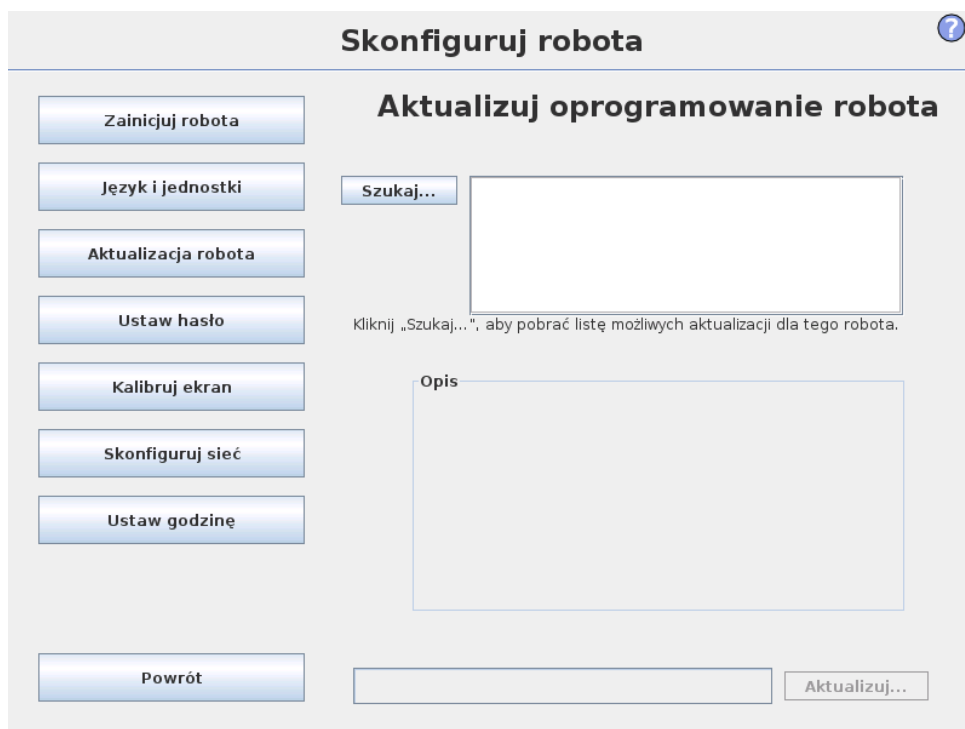 Skonfiguruj robota
?
Zainicjuj robota
Język i jednostki
Aktualizacja robota
Ustaw hasło
Kalibruj ekran
Skonfiguruj sieć
Ustaw godzinę
Powrót
Aktualizuj oprogramowanie robota
Szukaj...
Kliknij „Szukaj...", aby pobrać listę możliwych aktualizacji dla tego robota.
Opis
Aktualizuj...